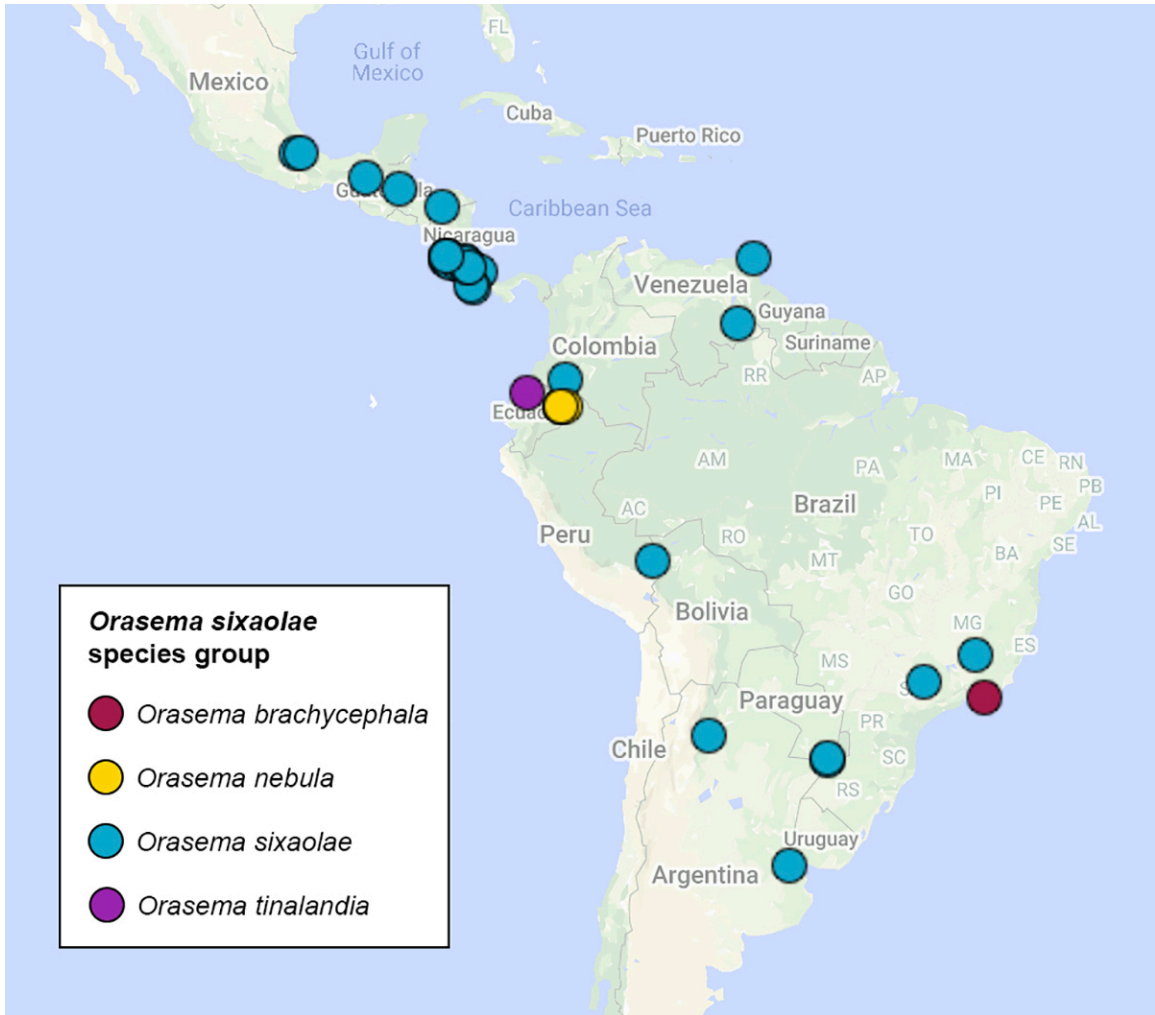 FL
Gulf of
Mexico
Mexico
Cuba
Puerto Rico
Caribbean Sea
Nicaragua
Venezuela
Guyana
Suriname
Colombia
RR
AP
AM
PA
MA
CE
RN
PI
PB
PE
AL
Brazil
AC
TO
SE
Peru
RO
BA
MT
GO
Bolivia
MG
ES
MS
Paraguay
PR
Chile
SC
RS
Uruguay
Argentina
Orasema sixaolae
species group
Orasema brachycephala
Orasema nebula
Orasema sixaolae
Orasema tinalandia